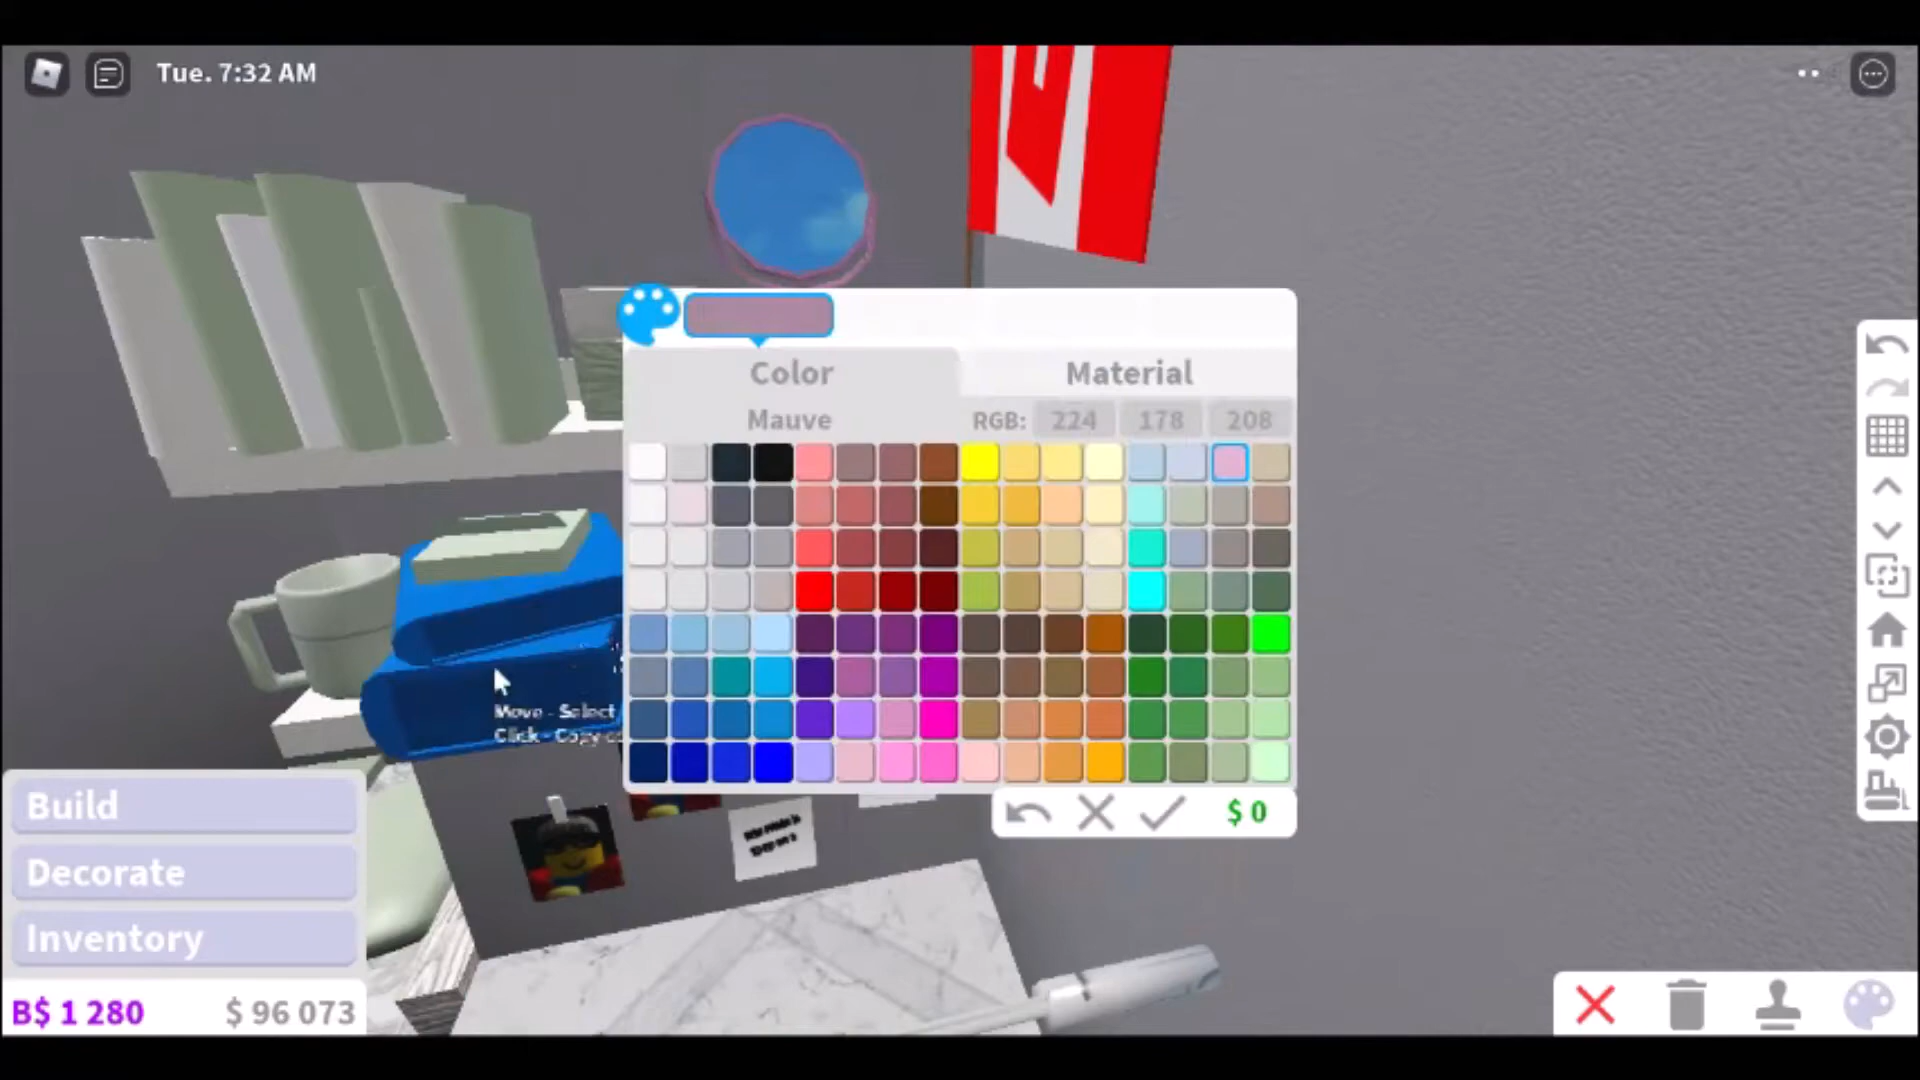 Tue. 7:32 AM
Color
Material
Mauve
RGB: 224 178 208
Move - Select
Click - Copy
Build
Decorate
Inventory
B$ 1 280
$ 96 073
$ 0